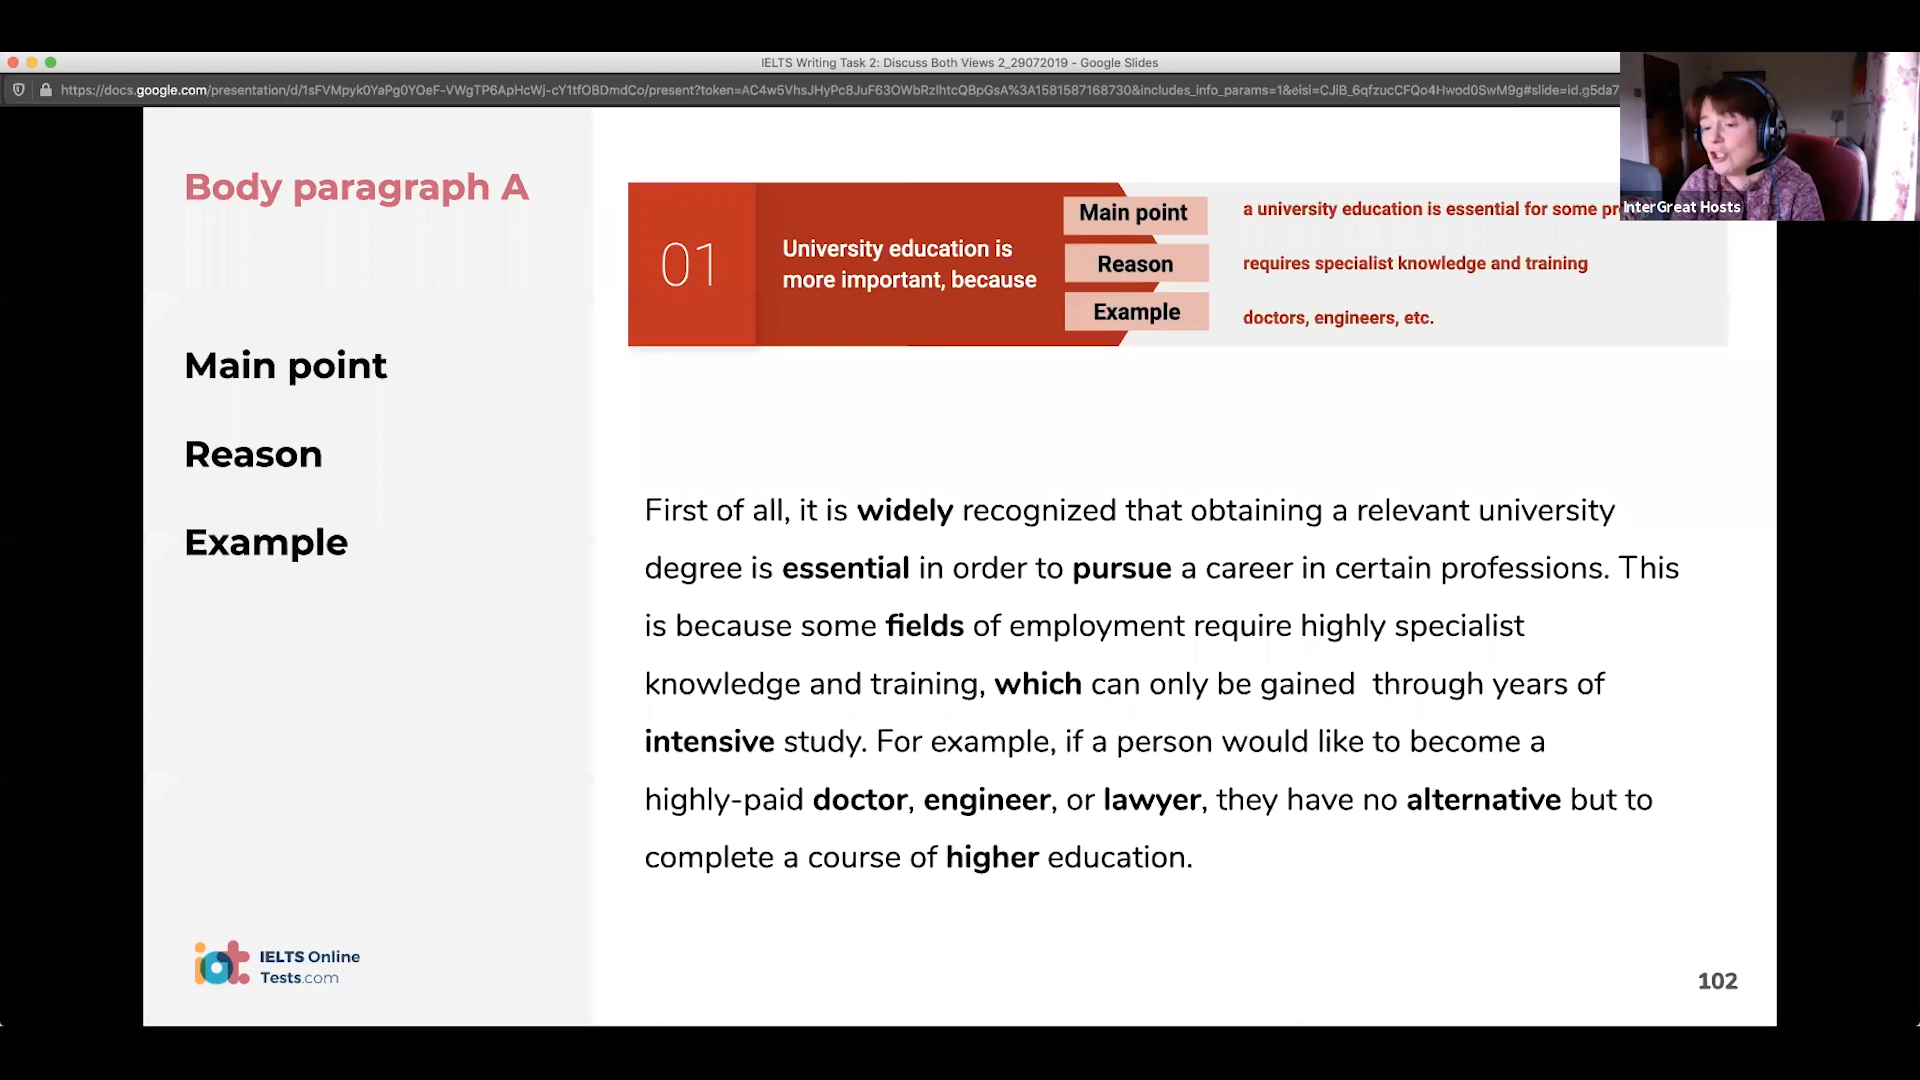 IELTS Writing Task 2: Discuss Both Views 2_29072019 - Google Slides
InterGreat Hosts
Body paragraph A
01
University education is
more important, because
Main point
a university education is essential for some
Reason
requires specialist knowledge and training
Example
doctors, engineers, etc.
Main point
Reason
Example
First of all, it is widely recognized that obtaining a relevant university
degree is essential in order to pursue a career in certain professions. This
is because some fields of employment require highly specialist
knowledge and training, which can only be gained through years of
intensive study. For example, if a person would like to become a
highly-paid doctor, engineer, or lawyer, they have no alternative but to
complete a course of higher education.
iot IELTS Online
Tests.com
102